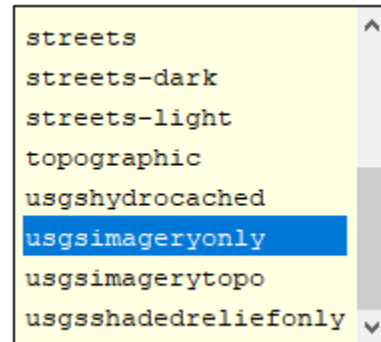 streets
streets-dark
streets-light
topographic
usgshydrocached
usgsimageryonly
usgsimagerytopo
usgsshadedreliefonly